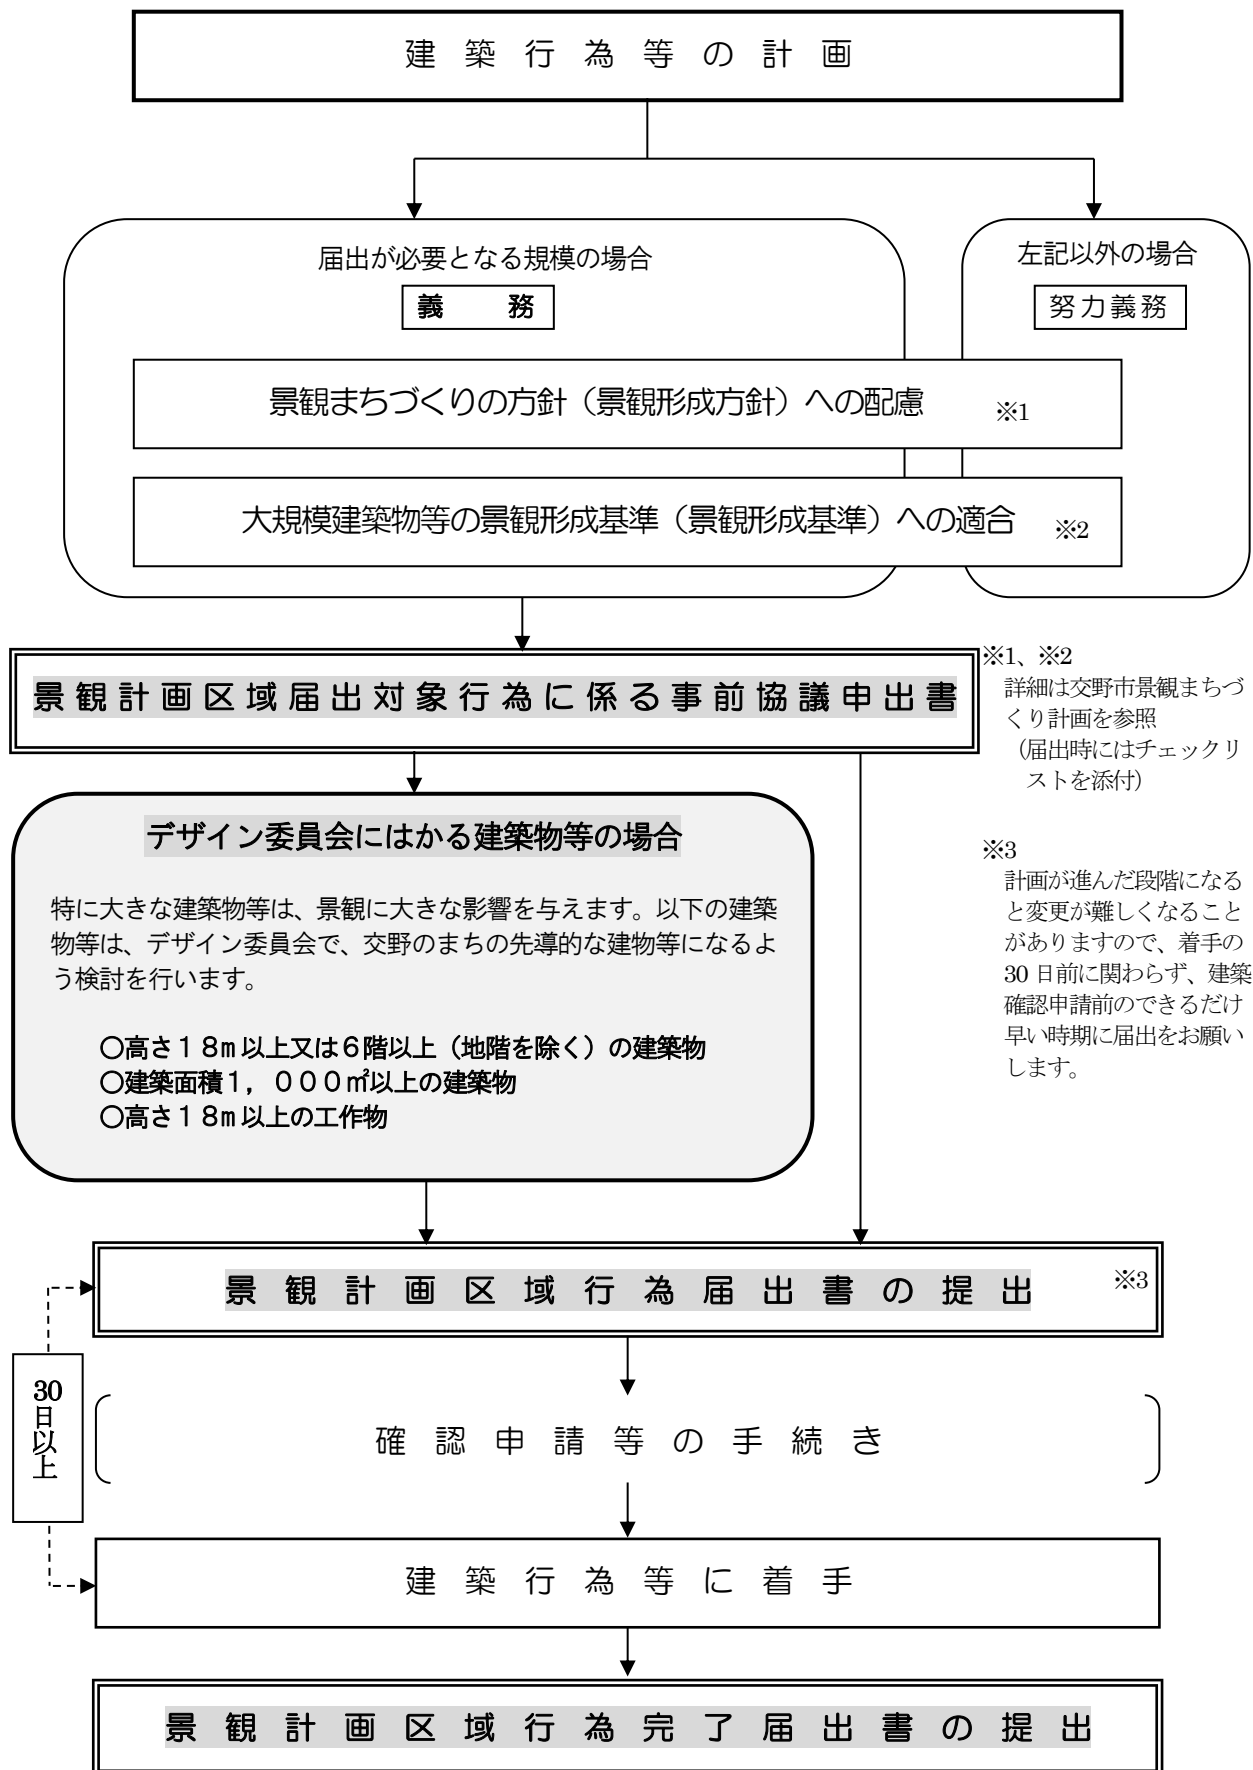 建築行為等の計画
届出が必要となる規模の場合
義　　務
左記以外の場合
努力義務
景観まちづくりの方針（景観形成方針）への配慮　※1
大規模建築物等の景観形成基準（景観形成基準）への適合　※2
景観計画区域届出対象行為に係る事前協議申出書
※1、※2
詳細は交野市景観まちづ
くり計画を参照
（届出時にはチェックリ
ストを添付）
デザイン委員会にはかる建築物等の場合
特に大きな建築物等は、景観に大きな影響を与えます。以下の建築
物等は、デザイン委員会で、交野のまちの先導的な建物等になるよ
う検討を行います。
○高さ１８m以上又は６階以上（地階を除く）の建築物
○建築面積１，０００㎡以上の建築物
○高さ１８m以上の工作物
※3
計画が進んだ段階になる
と変更が難しくなること
がありますので、着手の
30 日前に関わらず、建築
確認申請前のできるだけ
早い時期に届出をお願い
します。
景観計画区域行為届出書の提出　※3
30日以上
確認申請等の手続き
建築行為等に着手
景観計画区域行為完了届出書の提出